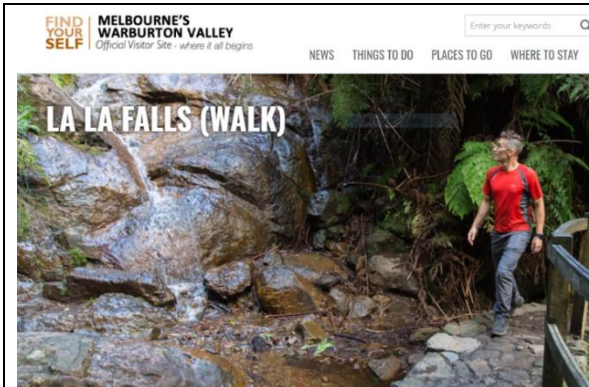 FIND
YOUR
SELF
MELBOURNE'S
WARBURTON VALLEY
Official Visitor Site - where it all begins
Enter your keywords
NEWS THINGS TO DO PLACES TO GO WHERE TO STAY
LA LA FALLS (WALK)